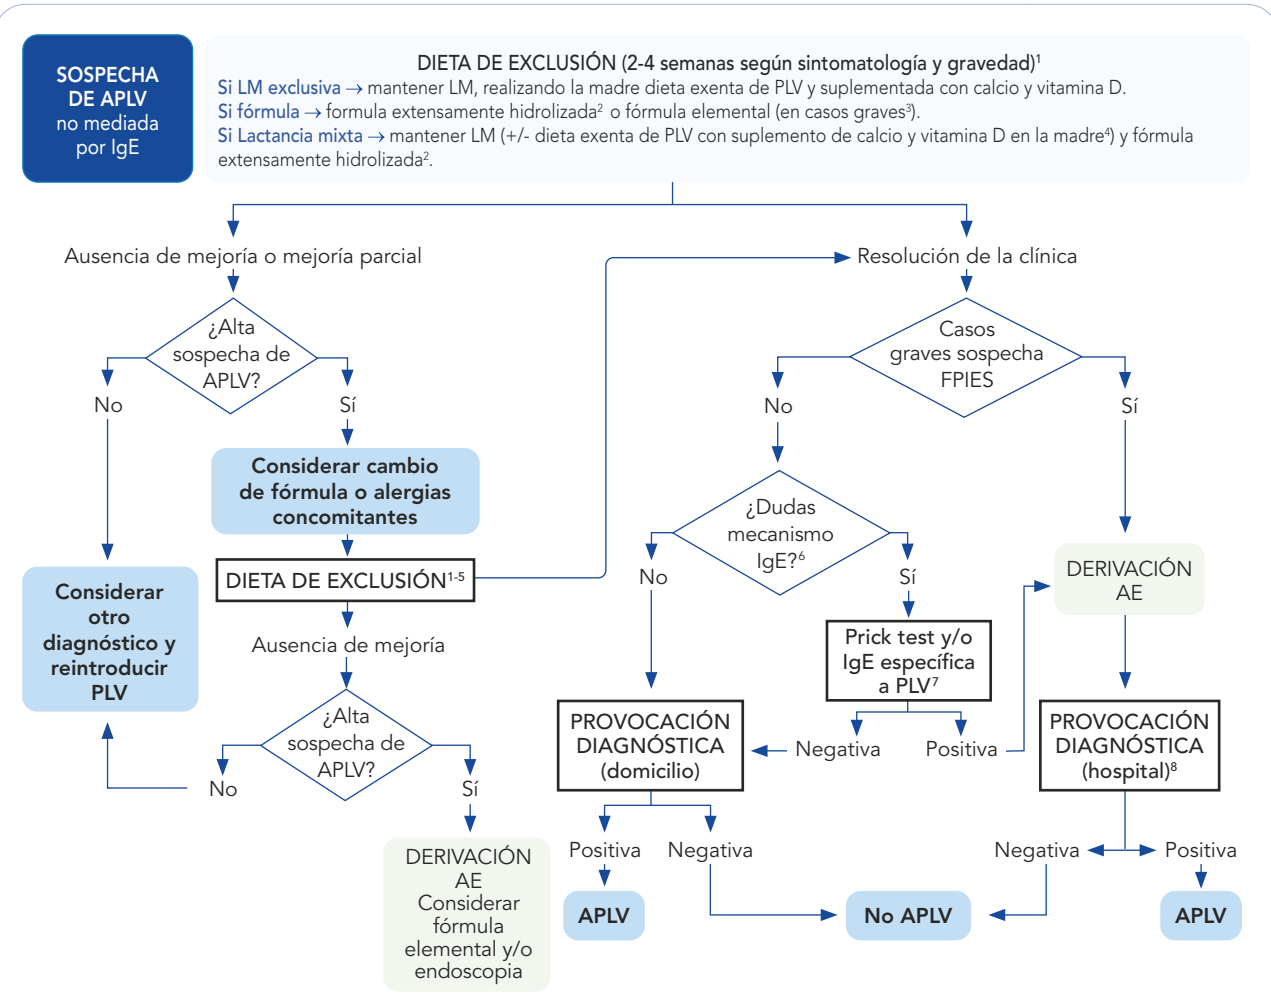 SOSPECHA
DE APLV
no mediada
por IgE
DIETA DE EXCLUSIÓN (2-4 semanas según sintomatología y gravedad)¹
Si LM exclusiva → mantener LM, realizando la madre dieta exenta de PLV y suplementada con calcio y vitamina D.
Si fórmula → formula extensamente hidrolizada² o fórmula elemental (en casos graves³).
Si Lactancia mixta → mantener LM (+/- dieta exenta de PLV con suplemento de calcio y vitamina D en la madre⁴) y fórmula
extensamente hidrolizada².
Ausencia de mejoría o mejoría parcial
Resolución de la clínica
¿Alta
sospecha de
APLV?
No
Sí
Considerar cambio
de fórmula o alergias
concomitantes
DIETA DE EXCLUSIÓN¹⁻⁵
Considerar
otro
diagnóstico y
reintroducir
PLV
Ausencia de mejoría
¿Alta
sospecha de
APLV?
No
Sí
DERIVACIÓN
AE
Considerar
fórmula
elemental y/o
endoscopia
Casos
graves sospecha
FPIES
No
Sí
¿Dudas
mecanismo
IgE?⁶
No
Sí
Prick test y/o
IgE específica
a PLV⁷
Negativa
Positiva
DERIVACIÓN
AE
PROVOCACIÓN
DIAGNÓSTICA
(domicilio)
PROVOCACIÓN
DIAGNÓSTICA
(hospital)⁸
Positiva
Negativa
Negativa
Positiva
APLV
No APLV
APLV